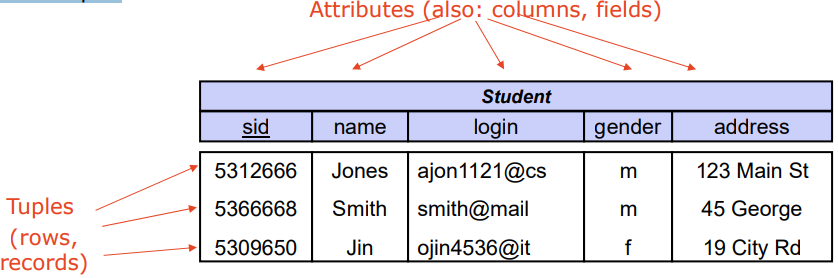 Attributes (also: columns, fields)
Student
sid name login gender address
5312666 Jones ajon1121@cs m 123 Main St
Tuples 5366668 Smith smith@mail m 45 George
(rows,
records) 5309650 Jin ojin4536@it f 19 City Rd